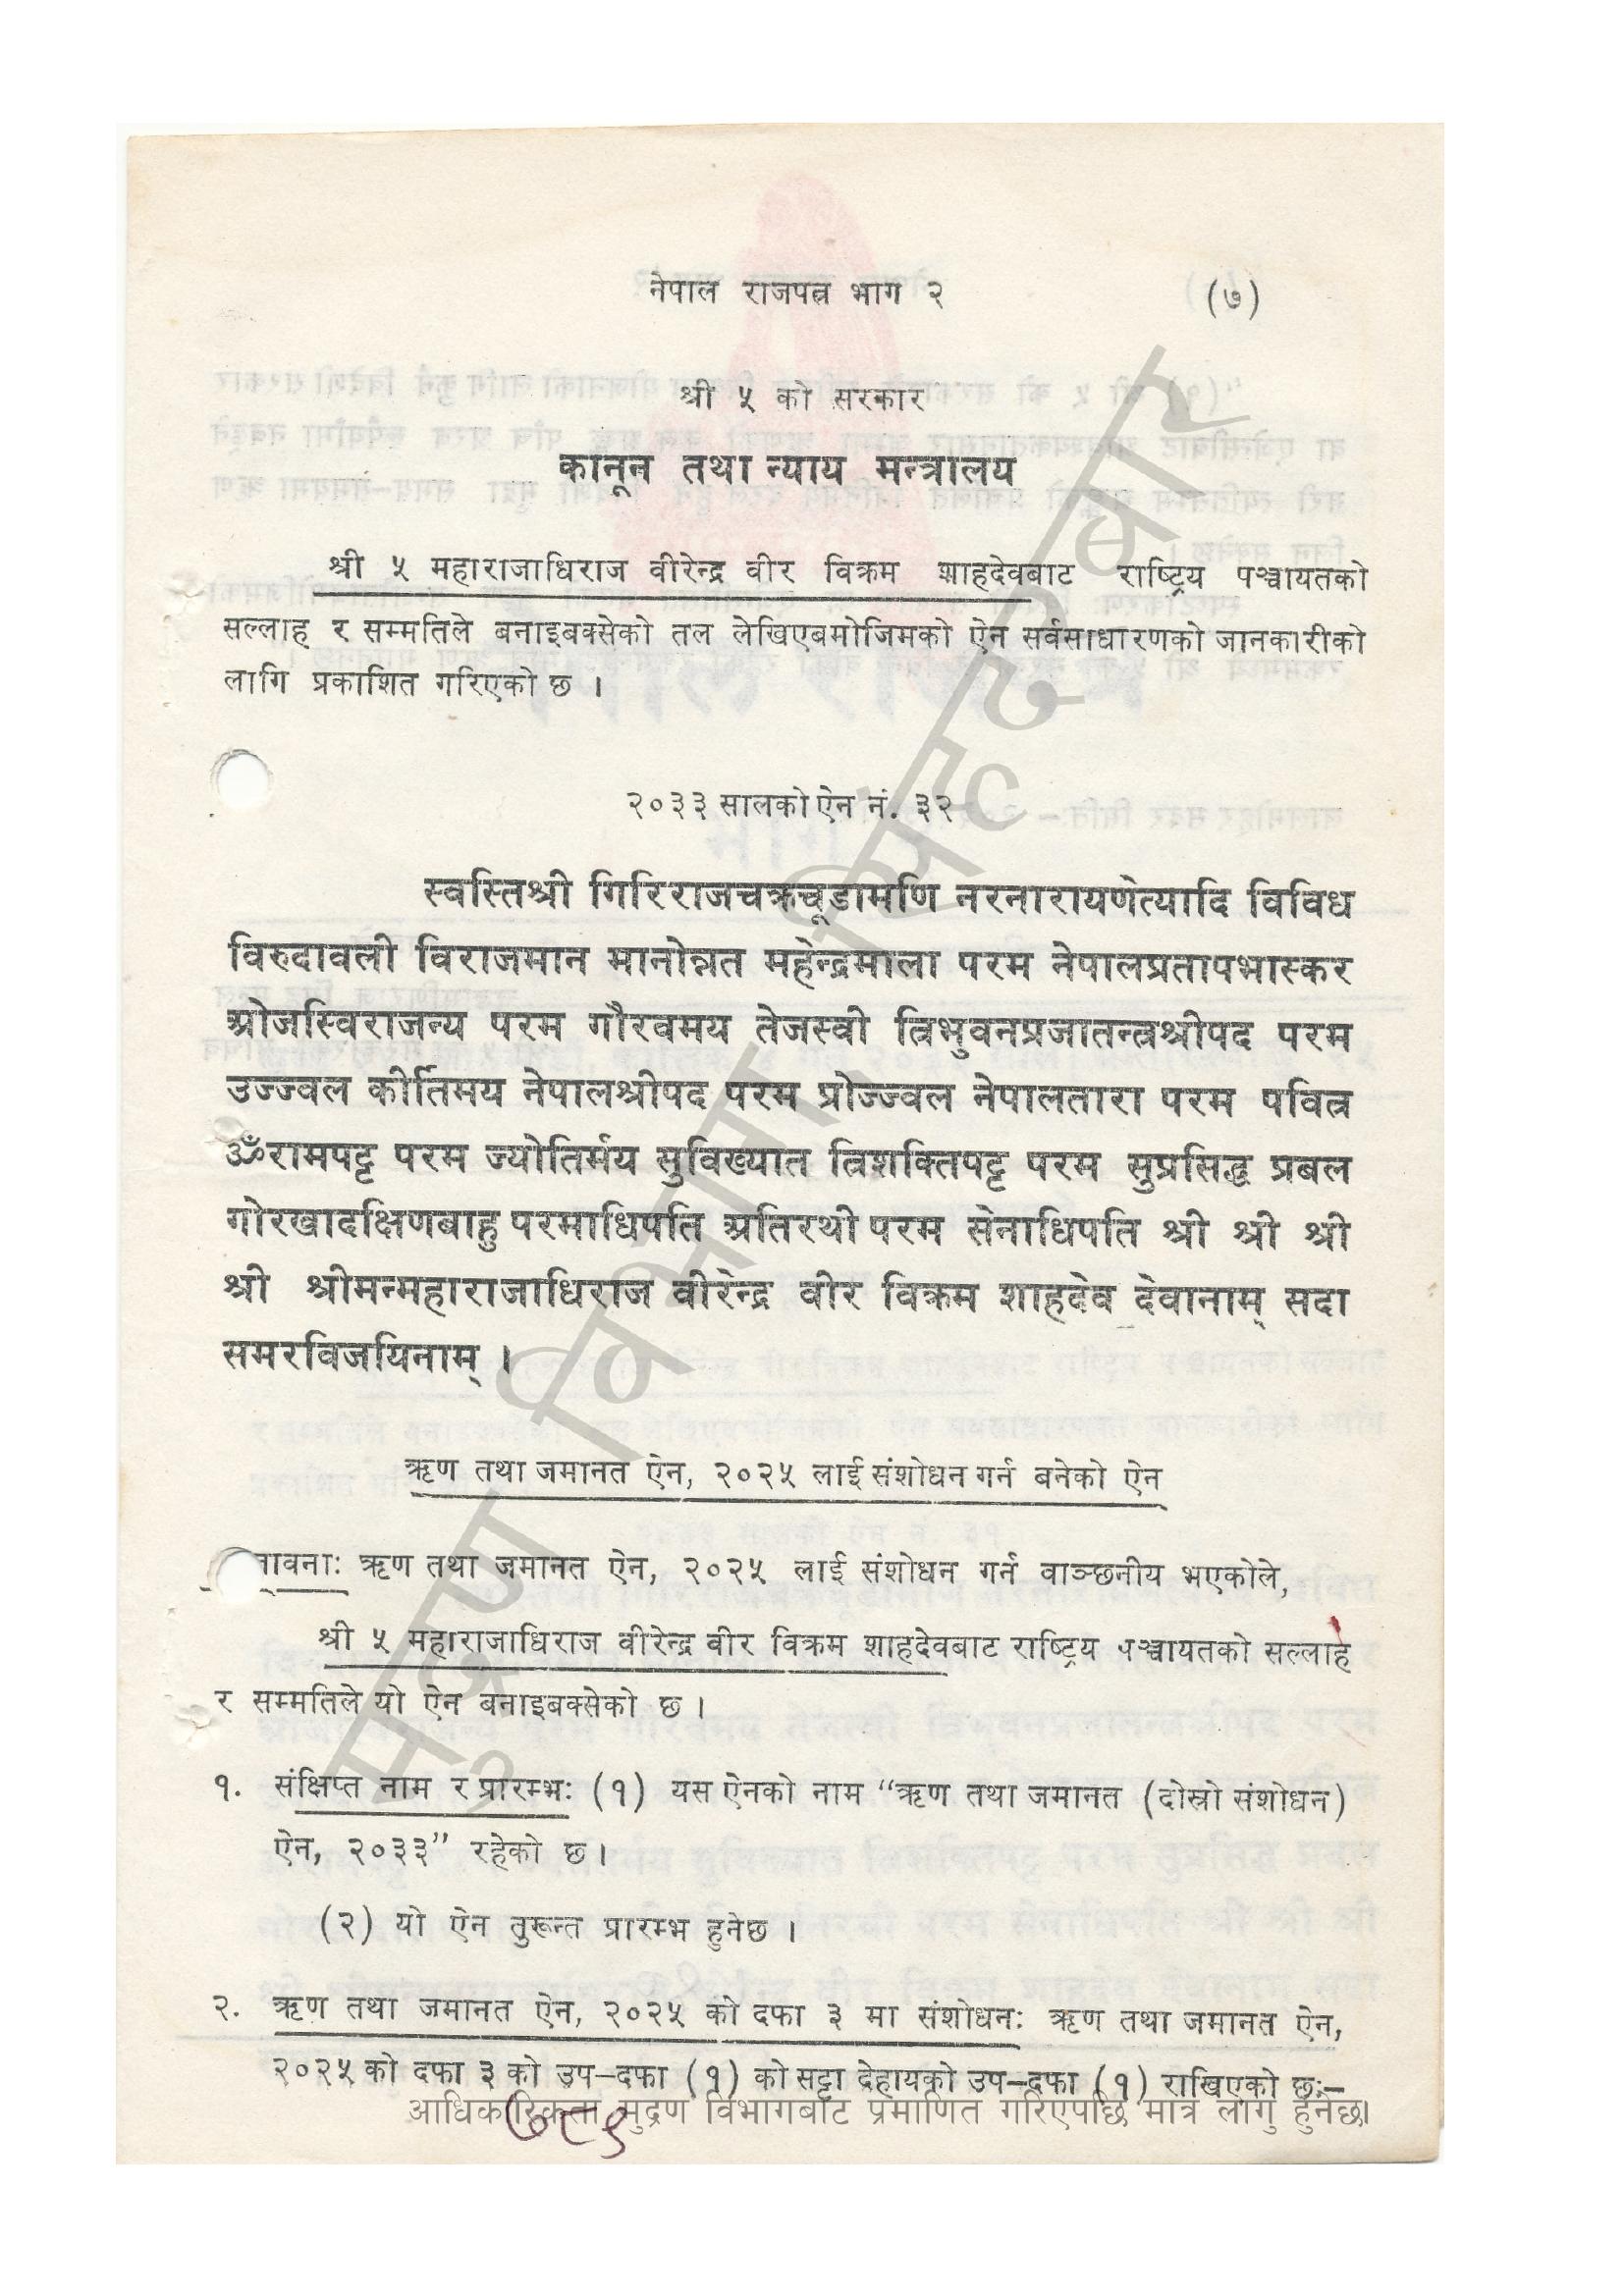 नेपाल राजपत्र भाग २ (७)
श्री ५ को सरकार
कानून तथा न्याय मन्त्रालय
श्री ५ महाराजाधिराज वीरेन्द्र वीर विक्रम शाहदेवबाट राष्ट्रिय पञ्चायतको
सल्लाह र सम्मतिले बनाइबक्सेको तल लेखिएबमोजिमको ऐन सर्वसाधारणको जानकारीको
लागि प्रकाशित गरिएको छ ।
२०३३ सालको ऐन नं. ३२
स्वस्तिश्री गिरिराजचक्रचूडामणि नरनारायणेत्यादि विविध
विरुदावली विराजमान मानोन्नत महेन्द्रमाला परम नेपालप्रतापभास्कर
ओजस्विराजन्य परम गौरवमय तेजस्वी त्रिभुवनप्रजातन्त्रश्रीपद परम
उज्ज्वल कीर्तिमय नेपालश्रीपद परम प्रोज्ज्वल नेपालतारा परम पवित्र
ॐरामपट्ट परम ज्योतिर्मय सुविख्यात त्रिशक्तिपट्ट परम सुप्रसिद्ध प्रबल
गोरखादक्षिणबाहु परमाधिपति अतिरथी परम सेनाधिपति श्री श्री श्री
श्री श्रीमन्महाराजाधिराज वीरेन्द्र वीर विक्रम शाहदेव देवानाम् सदा
समरविजयिनाम् ।
ऋण तथा जमानत ऐन, २०२५ लाई संशोधन गर्न बनेको ऐन
तावनाः ऋण तथा जमानत ऐन, २०२५ लाई संशोधन गर्न वाञ्छनीय भएकोले,
श्री ५ महाराजाधिराज वीरेन्द्र वीर विक्रम शाहदेवबाट राष्ट्रिय पञ्चायतको सल्लाह
र सम्मतिले यो ऐन बनाइबक्सेको छ ।
१. संक्षिप्त नाम र प्रारम्भः (१) यस ऐनको नाम “ऋण तथा जमानत (दोस्रो संशोधन)
ऐन, २०३३” रहेको छ ।
(२) यो ऐन तुरून्त प्रारम्भ हुनेछ ।
२. ऋण तथा जमानत ऐन, २०२५ को दफा ३ मा संशोधनः ऋण तथा जमानत ऐन,
२०२५ को दफा ३ को उप–दफा (१) को सट्टा देहायको उप–दफा (१) राखिएको छः–
आधिकारिकता मुद्रण विभागबाट प्रमाणित गरिएपछि मात्र लागु हुनेछ।
७८९
मुद्रण विभाग, सिंहदरबार